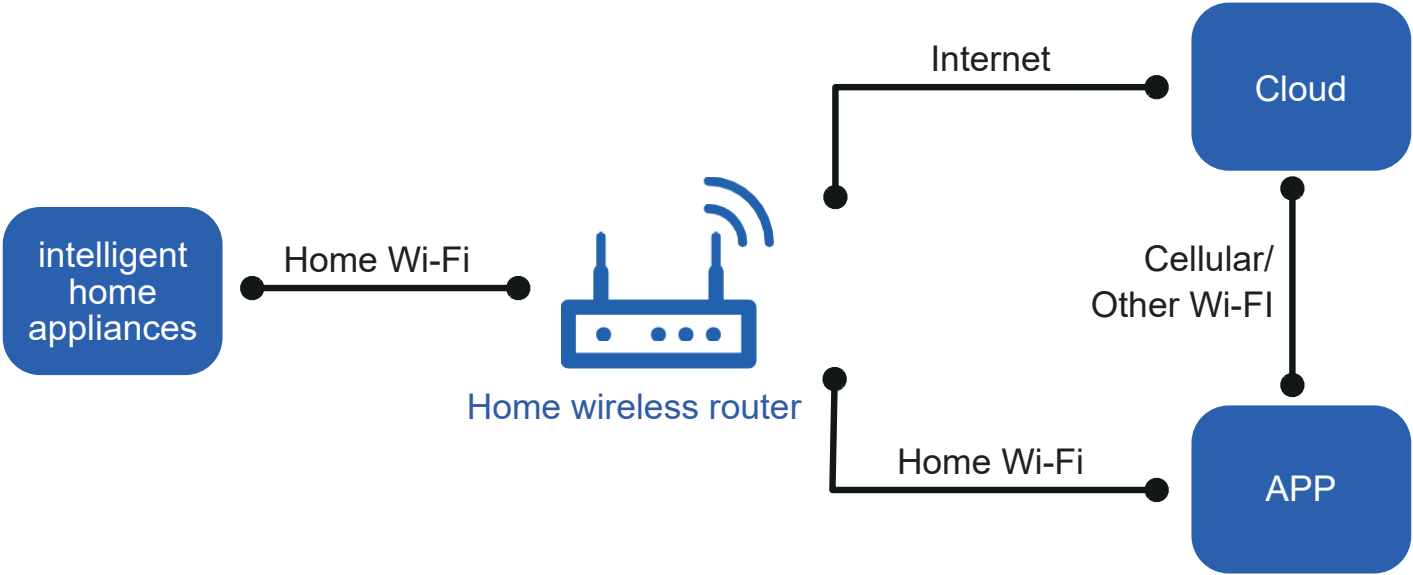 Internet
Cloud
intelligent
home
appliances
Home Wi-Fi
Cellular/
Other Wi-FI
Home wireless router
Home Wi-Fi
APP